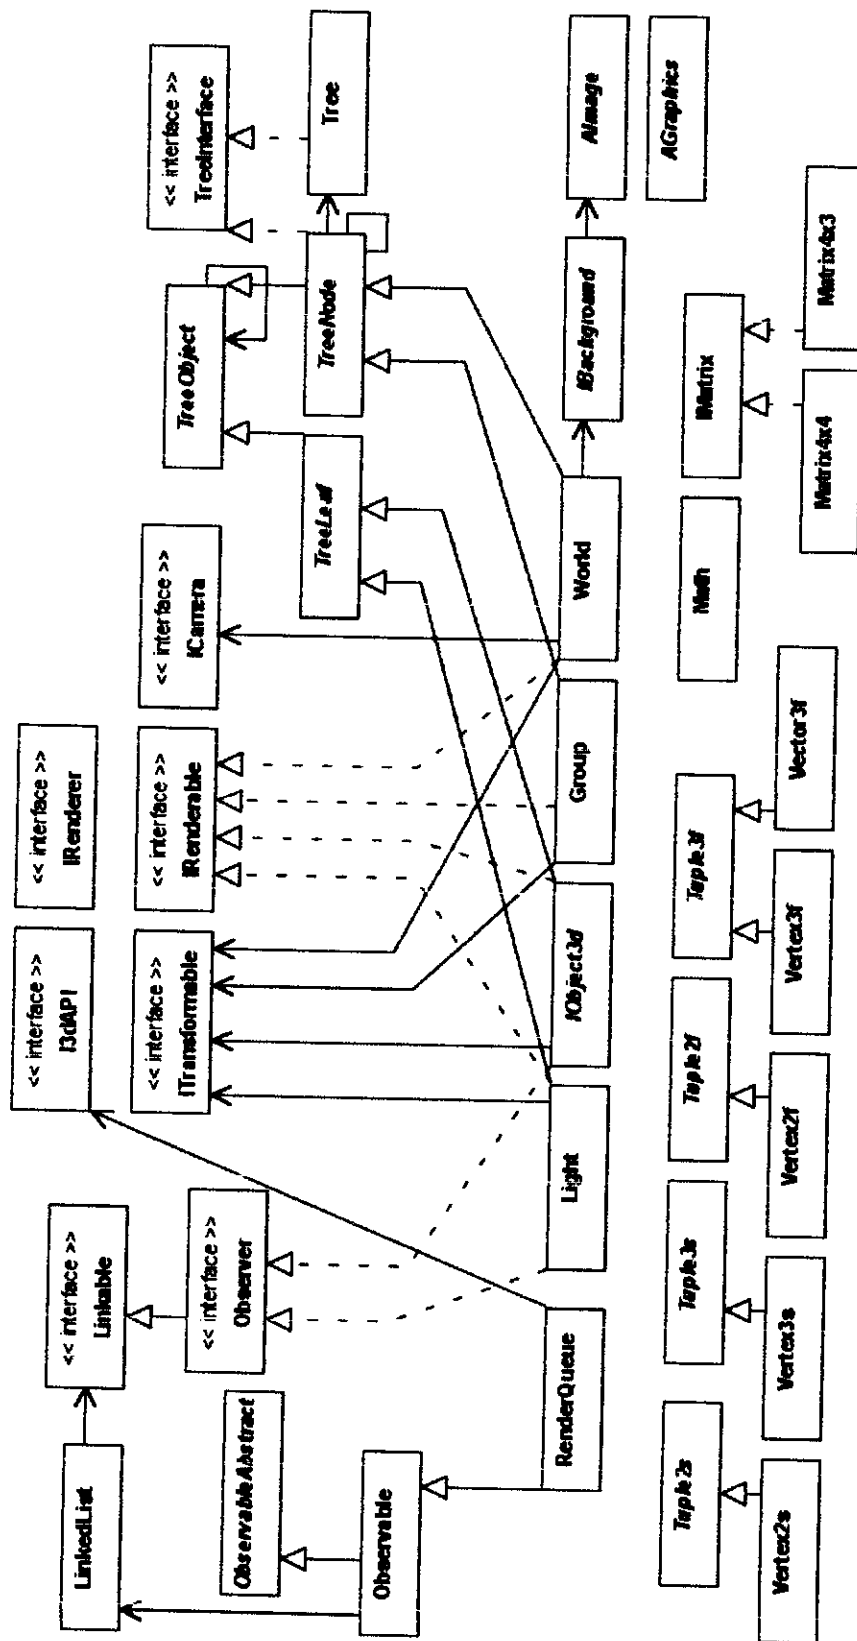 << interface >>
Linkable
LinkedList
<< interface >>
I3dAPI
<< interface >>
IRenderer
<< interface >>
Observer
ObservableAbstract
Observable
<< interface >>
ITransformable
<< interface >>
IRenderable
<< interface >>
ICamera
TreeObject
<< interface >>
TreeInterface
TreeLeaf
TreeNode
Tree
RenderQueue
Light
IObject3d
Group
World
IBackground
AImage
AGraphics
Tuple2s
Tuple3s
Tuple2f
Tuple3f
Math
IMatrix
Vertex2s
Vertex3s
Vertex2f
Vertex3f
Vector3f
IMatrix4x4
IMatrix4x3